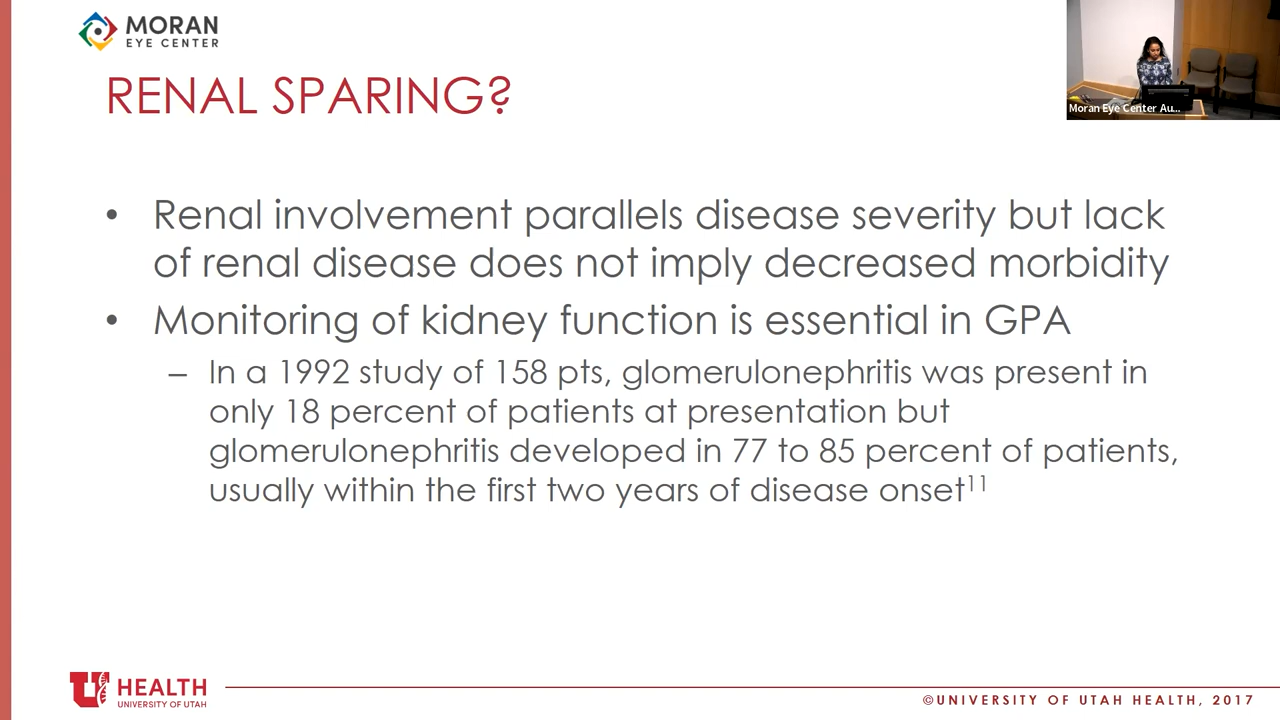 MORAN
EYE CENTER
RENAL SPARING?
Moran Eye Center Au...
• Renal involvement parallels disease severity but lack
of renal disease does not imply decreased morbidity
• Monitoring of kidney function is essential in GPA
– In a 1992 study of 158 pts, glomerulonephritis was present in
only 18 percent of patients at presentation but
glomerulonephritis developed in 77 to 85 percent of patients,
usually within the first two years of disease onset11
U HEALTH
UNIVERSITY OF UTAH
©UNIVERSITY OF UTAH HEALTH, 2017